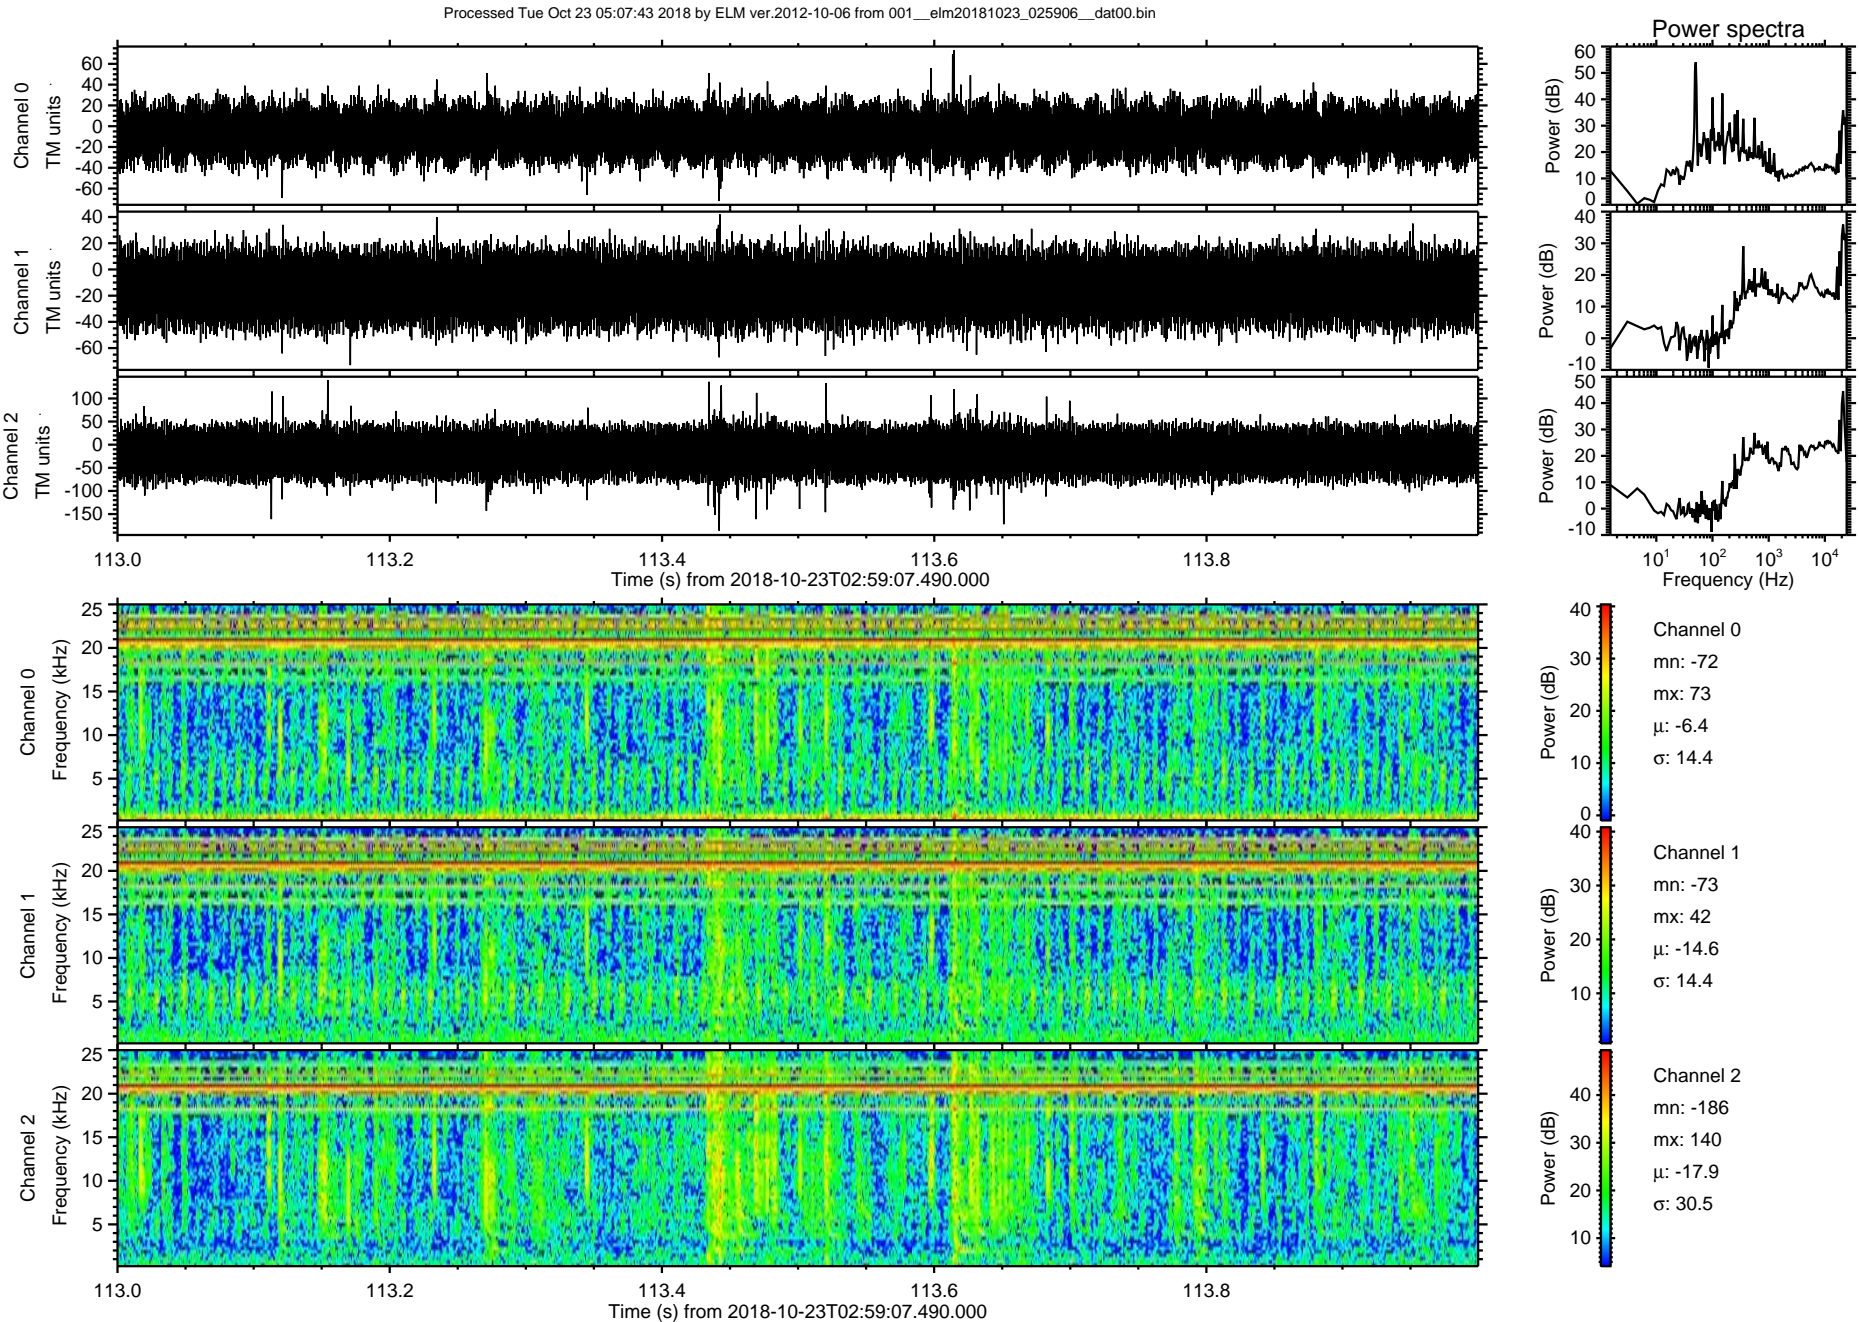 Processed Tue Oct 23 05:07:43 2018 by ELM ver.2012-10-06 from 001__elm20181023_025906__dat00.bin
Power spectra
Channel 0
TM units
60
40
20
0
-20
-40
-60
Power (dB)
60
50
40
30
20
10
0
Channel 1
TM units
40
20
0
-20
-40
-60
Power (dB)
40
30
20
10
0
-10
Channel 2
TM units
100
50
0
-50
-100
-150
Power (dB)
50
40
30
20
10
0
-10
113.0 113.2 113.4 113.6 113.8
Time (s) from 2018-10-23T02:59:07.490.000
10^1 10^2 10^3 10^4
Frequency (Hz)
Channel 0
Frequency (kHz)
25
20
15
10
5
Power (dB)
40
30
20
10
0
Channel 0
mn: -72
mx: 73
μ: -6.4
σ: 14.4
Channel 1
Frequency (kHz)
25
20
15
10
5
Power (dB)
40
30
20
10
Channel 1
mn: -73
mx: 42
μ: -14.6
σ: 14.4
Channel 2
Frequency (kHz)
25
20
15
10
5
Power (dB)
40
30
20
10
Channel 2
mn: -186
mx: 140
μ: -17.9
σ: 30.5
113.0 113.2 113.4 113.6 113.8
Time (s) from 2018-10-23T02:59:07.490.000